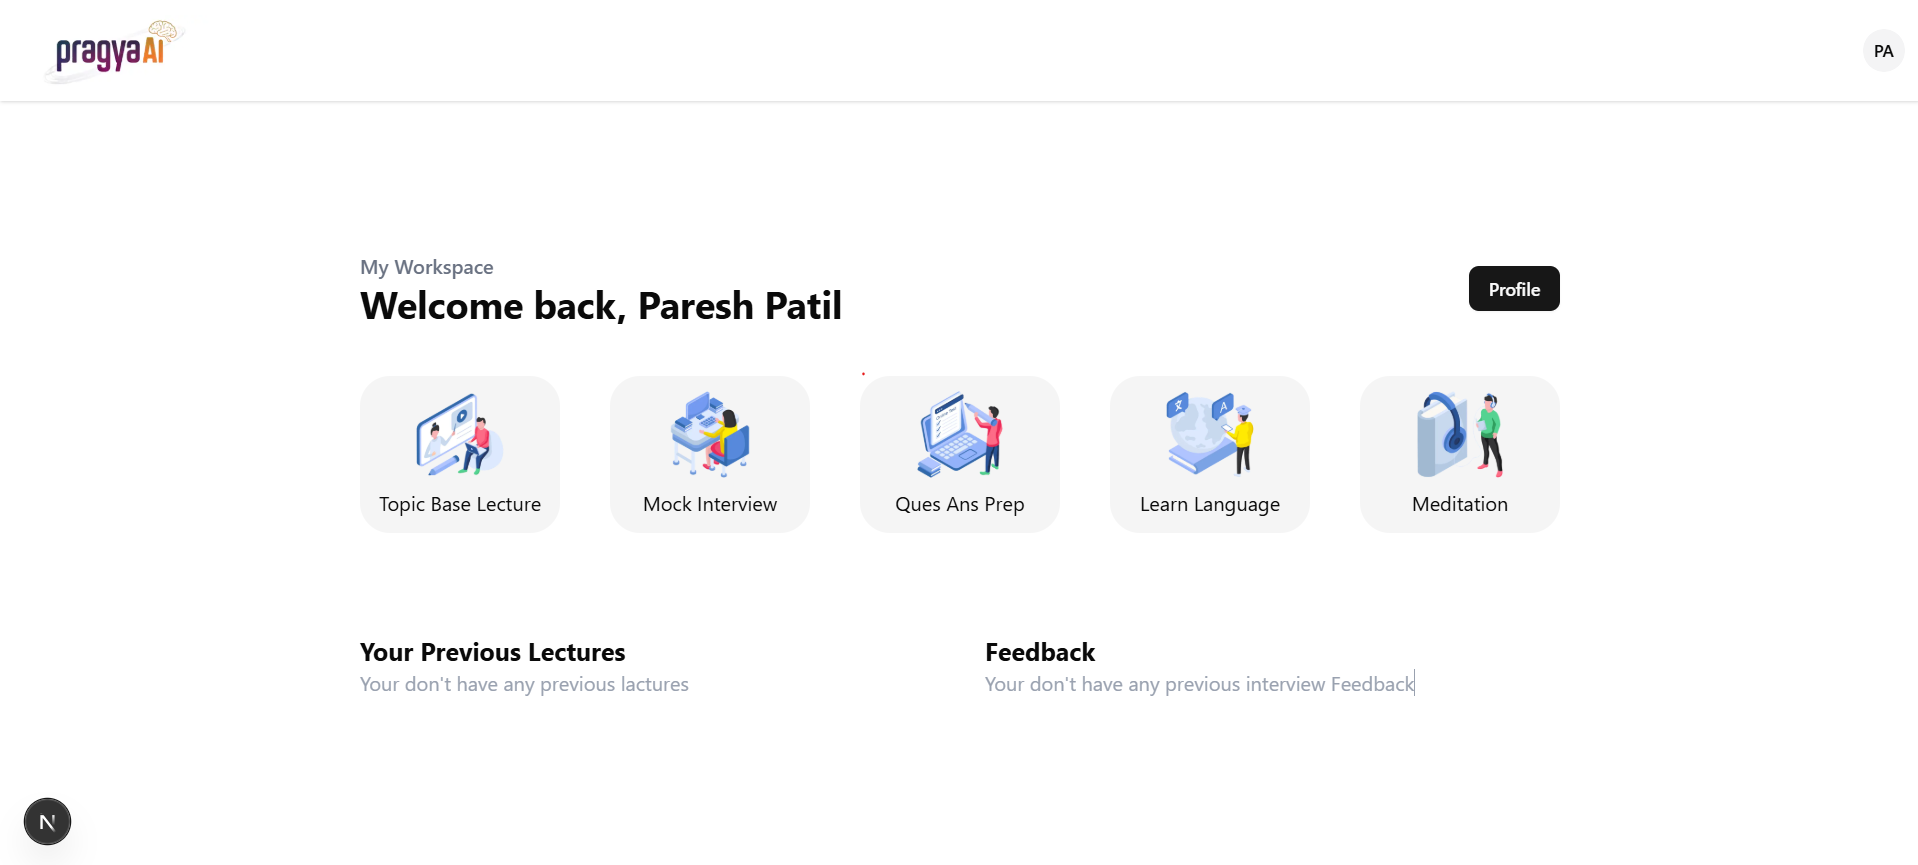 pragyaAI
PA
My Workspace
Welcome back, Paresh Patil
Profile
Topic Base Lecture
Mock Interview
Ques Ans Prep
Learn Language
Meditation
Your Previous Lectures
Your don't have any previous lactures
Feedback
Your don't have any previous interview Feedback
N